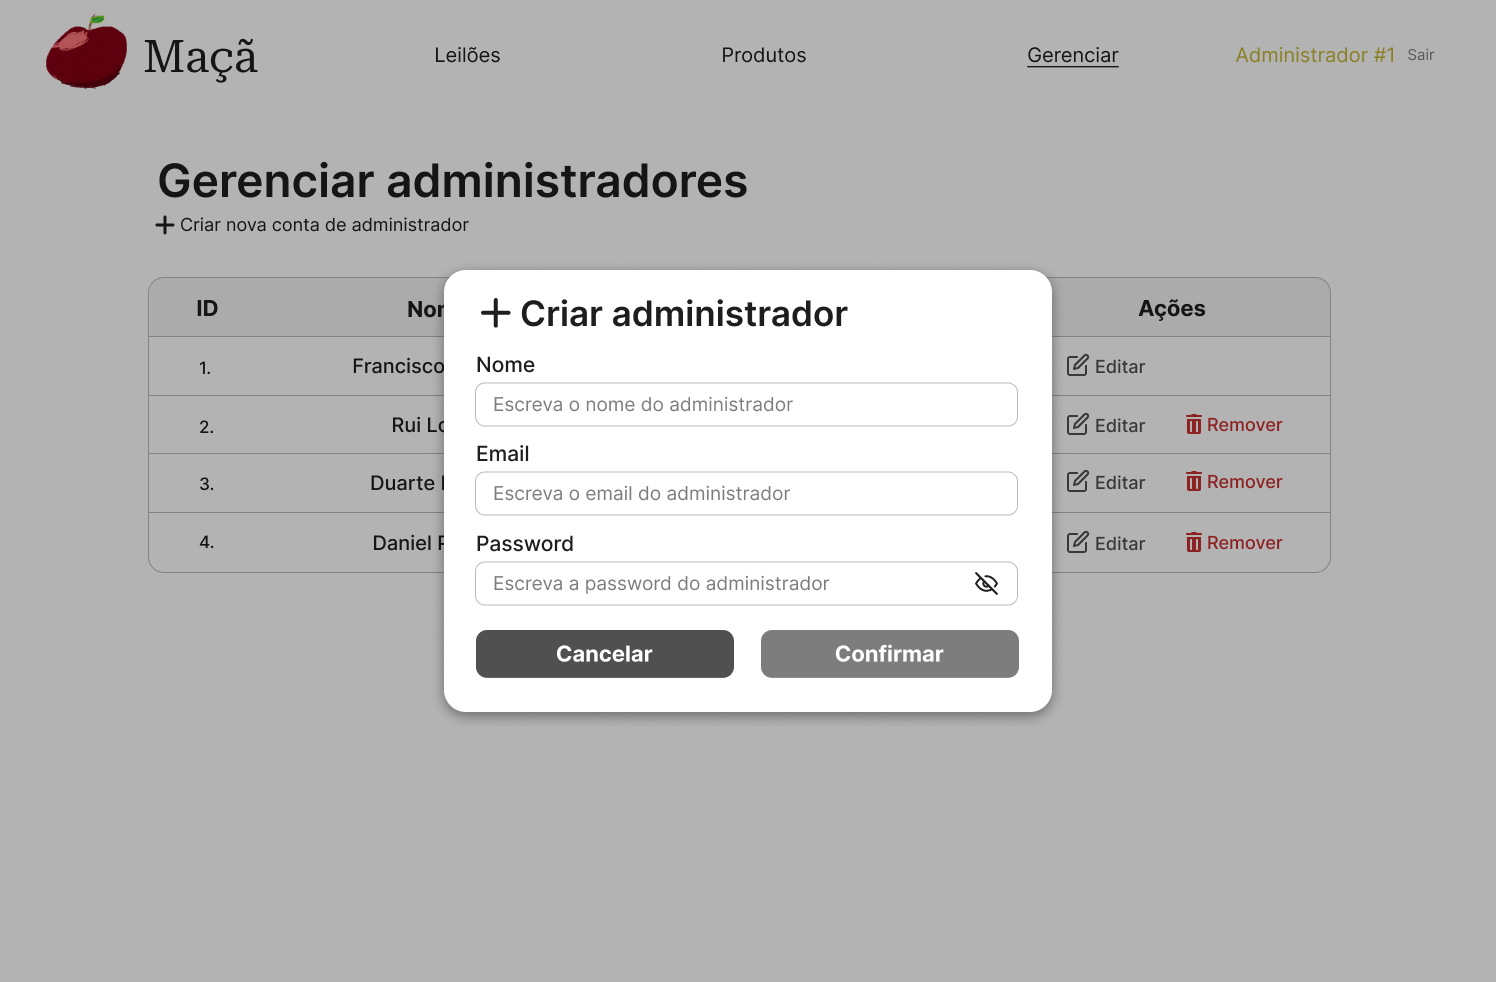 Maçã
Leilões
Produtos
Gerenciar
Administrador #1
Sair
Gerenciar administradores
Criar nova conta de administrador
ID
Ações
1.
Francisco
Editar
2.
Rui
Editar
Remover
3.
Duarte
Editar
Remover
4.
Daniel
Editar
Remover
Criar administrador
Nome
Escreva o nome do administrador
Email
Escreva o email do administrador
Password
Escreva a password do administrador
Cancelar
Confirmar